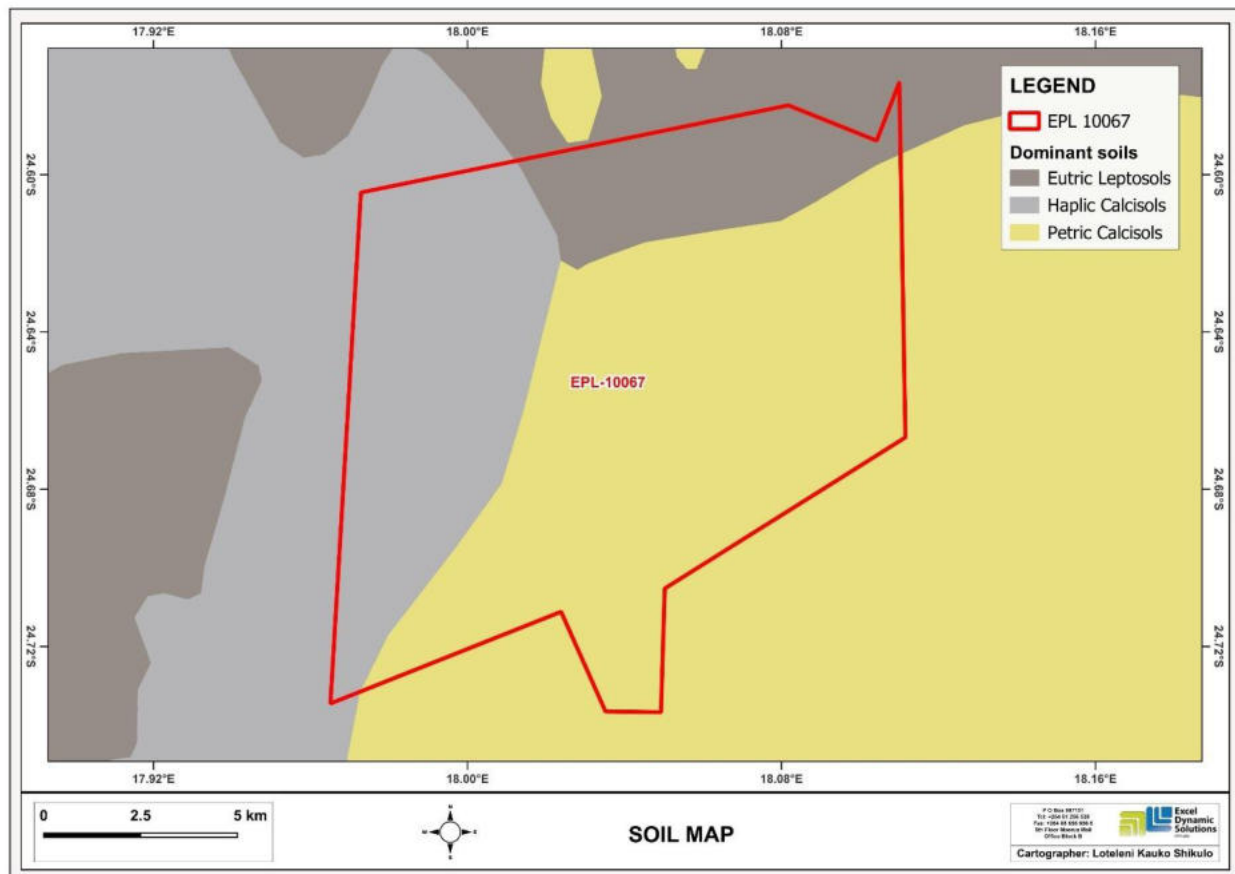 17.92°E 18.00°E 18.08°E 18.16°E
LEGEND
EPL 10067
Dominant soils
Eutric Leptosols
Haplic Calcisols
Petric Calcisols
24.60°S 24.60°S
24.64°S 24.64°S
EPL-10067
24.68°S 24.68°S
24.72°S 24.72°S
17.92°E 18.00°E 18.08°E 18.16°E
0 2.5 5 km
N
W E
S
SOIL MAP
Office Block B
Excel
Dynamic
Solutions
Cartographer: Loteleni Kauko Shikulo